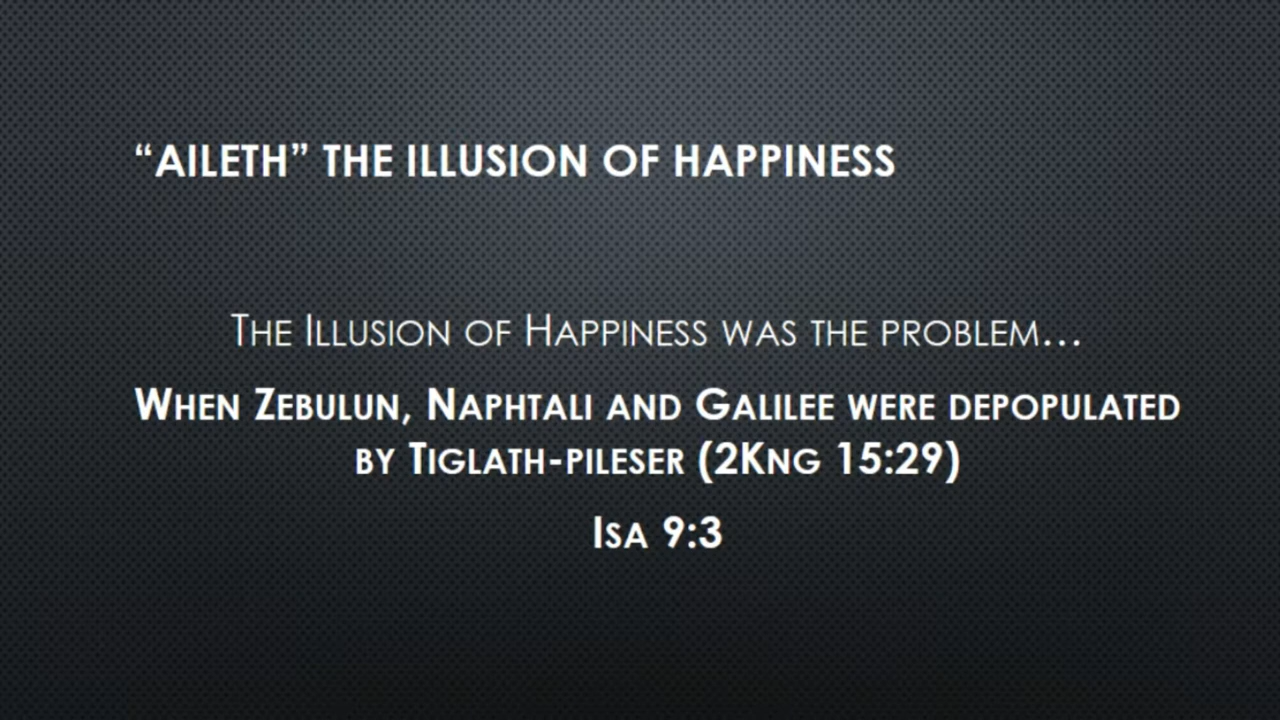 “AILETH” THE ILLUSION OF HAPPINESS
THE ILLUSION OF HAPPINESS WAS THE PROBLEM...
WHEN ZEBULUN, NAPHTALI AND GALILEE WERE DEPOPULATED
BY TIGLATH-PILESER (2KNG 15:29)
ISA 9:3